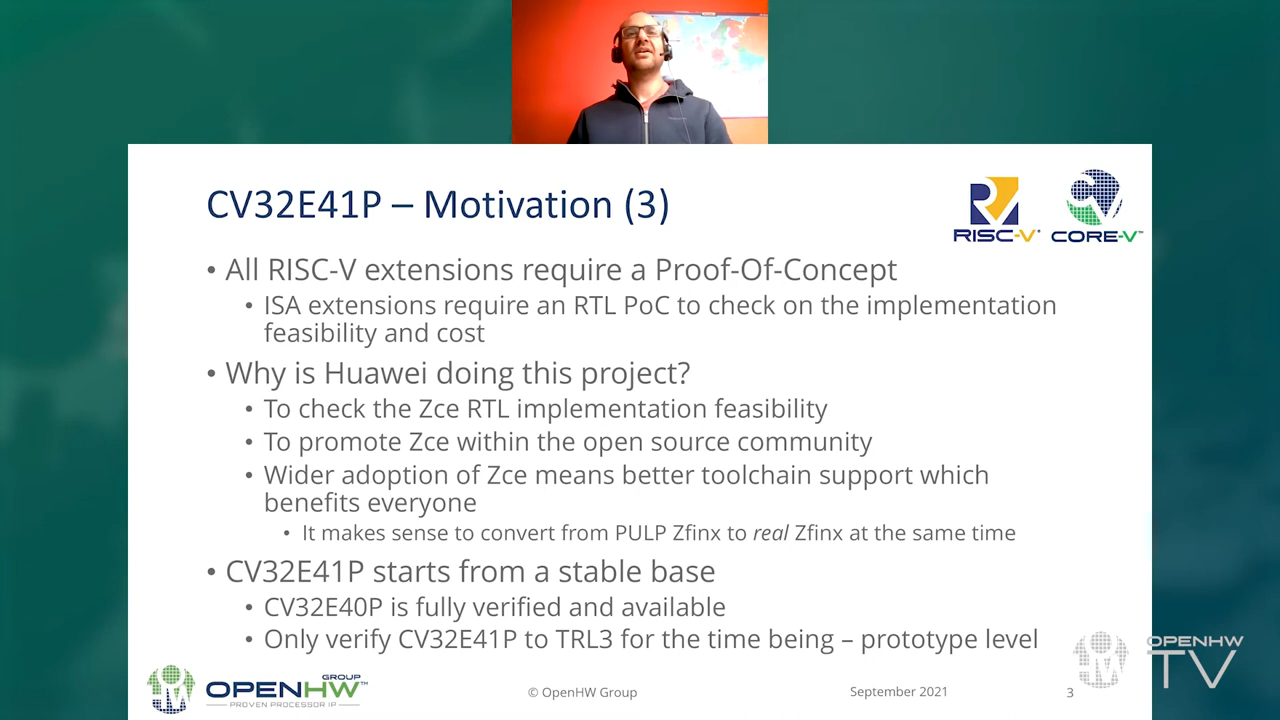 CV32E41P – Motivation (3)
RISC-V®
CORE-V™
• All RISC-V extensions require a Proof-Of-Concept
• ISA extensions require an RTL PoC to check on the implementation
feasibility and cost
• Why is Huawei doing this project?
• To check the Zce RTL implementation feasibility
• To promote Zce within the open source community
• Wider adoption of Zce means better toolchain support which
benefits everyone
• It makes sense to convert from PULP Zfinx to real Zfinx at the same time
• CV32E41P starts from a stable base
• CV32E40P is fully verified and available
• Only verify CV32E41P to TRL3 for the time being – prototype level
OPENHW GROUP™
PROVEN PROCESSOR IP
© OpenHW Group
September 2021
3
OPENHW
TV